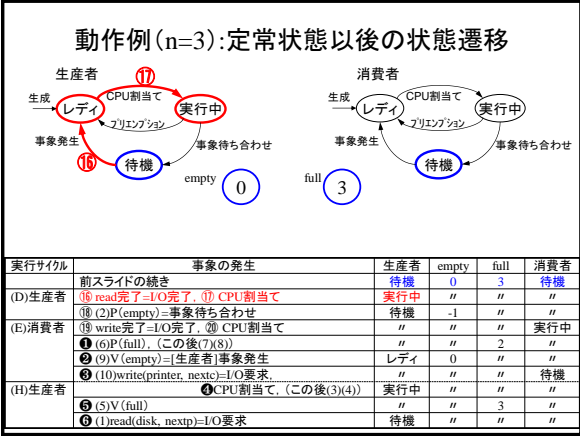 動作例(n=3):定常状態以後の状態遷移
生産者
⑰
消費者
生成
CPU割当て
レディ
実行中
プリエンプション
事象発生
事象待ち合わせ
⑯
待機
empty
0
生成
CPU割当て
レディ
実行中
プリエンプション
事象発生
事象待ち合わせ
待機
full
3
実行サイクル 事象の発生 生産者 empty full 消費者
前スライドの続き 待機 0 3 待機
(D)生産者 ⑯ read完了=I/O完了, ⑰ CPU割当て 実行中 〃 〃 〃
⑱ (2)P(empty)=事象待ち合わせ 待機 -1 〃 〃
(E)消費者 ⑲ write完了=I/O完了, ⑳ CPU割当て 〃 〃 〃 実行中
❶ (6)P(full), (この後(7)(8)) 〃 〃 2 〃
❷ (9)V(empty)=[生産者]事象発生 レディ 0 〃 〃
❸ (10)write(printer, nextc)=I/O要求, 〃 〃 〃 待機
(H)生産者 ❹CPU割当て, (この後(3)(4)) 実行中 〃 〃 〃
❺ (5)V(full) 〃 〃 3 〃
❻ (1)read(disk, nextp)=I/O要求 待機 〃 〃 〃